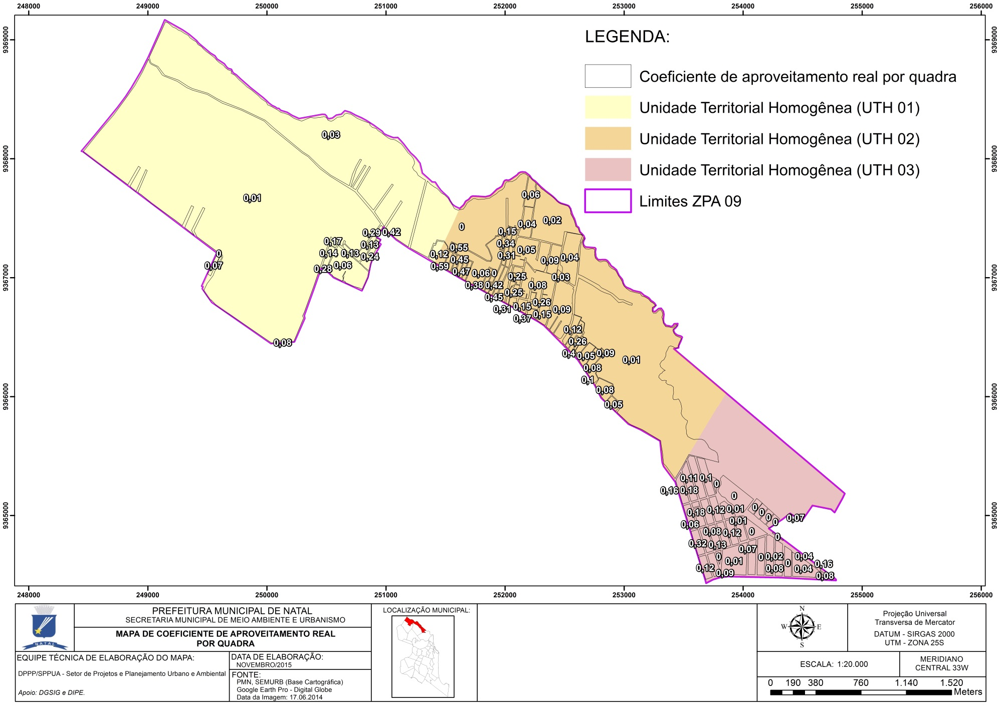 248000 249000 250000 251000 252000 253000 254000 255000 256000
9369000 9369000
9368000 9368000
9367000 9367000
9366000 9366000
9365000 9365000
LEGENDA:
Coeficiente de aproveitamento real por quadra
Unidade Territorial Homogênea (UTH 01)
Unidade Territorial Homogênea (UTH 02)
Unidade Territorial Homogênea (UTH 03)
Limites ZPA 09
0,03
0,01
0,06
0,02
0,04
0
0,15
0,29 0,42
0,17
0,13
0,34
0,55
0,05
0,14 0,13
0
0,12
0,31
0,24
0,45
0,09 0,04
0,07
0,06
0,59
0,28
0,47
0,06 0
0,25
0,03
0,38 0,42
0,08
0,25
0,45
0,26
0,15
0,31
0,09
0,15
0,37
0,12
0,26
0,08
0,4 0,05 0,09
0,01
0,08
0,1
0,08
0,05
0,11 0,1
0
0,16 0,18
0
0,18 0,12 0,01 0
0
0
0,07
0,01
0
0,06
0,08 0,12 0
0
0,32 0,13
0,07
0
0,01
0 0,02
0
0,04
0,16
0,12
0,09
0,08 0,04
0,08
248000 249000 250000 251000 252000 253000 254000 255000 256000
NATAL
PREFEITURA MUNICIPAL DE NATAL
SECRETARIA MUNICIPAL DE MEIO AMBIENTE E URBANISMO
MAPA DE COEFICIENTE DE APROVEITAMENTO REAL
POR QUADRA
EQUIPE TÉCNICA DE ELABORAÇÃO DO MAPA:
DPPP/SPPUA - Setor de Projetos e Planejamento Urbano e Ambiental
Apoio: DGSIG e DIPE.
DATA DE ELABORAÇÃO:
NOVEMBRO/2015
FONTE:
PMN, SEMURB (Base Cartográfica)
Google Earth Pro - Digital Globe
Data da Imagem: 17.06.2014
LOCALIZAÇÃO MUNICIPAL:
N
W E
S
Projeção Universal
Transversa de Mercator
DATUM - SIRGAS 2000
UTM - ZONA 25S
ESCALA: 1:20.000
MERIDIANO
CENTRAL 33W
0 190 380 760 1.140 1.520
Meters